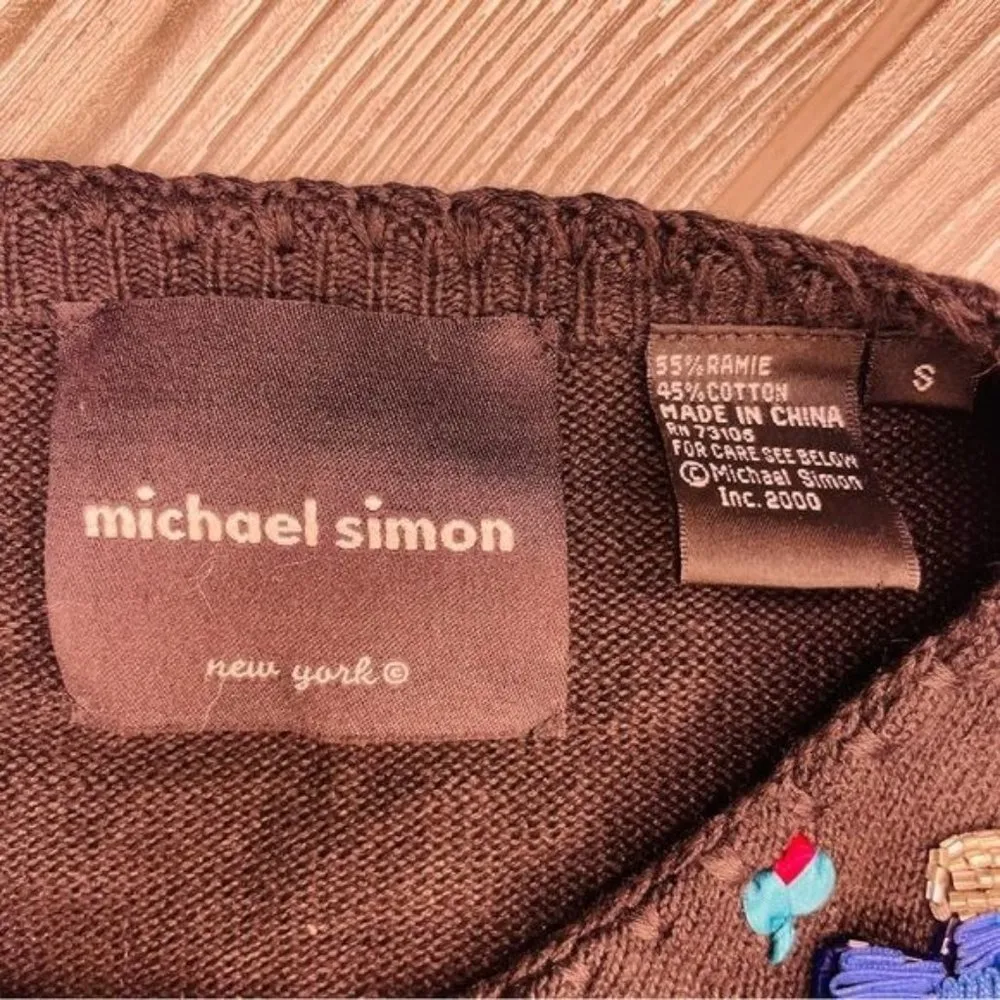 michael simon
new york ©
55% RAMIE
45% COTTON
MADE IN CHINA
RN 73106
FOR CARE SEE BELOW
© Michael Simon
Inc. 2000
S